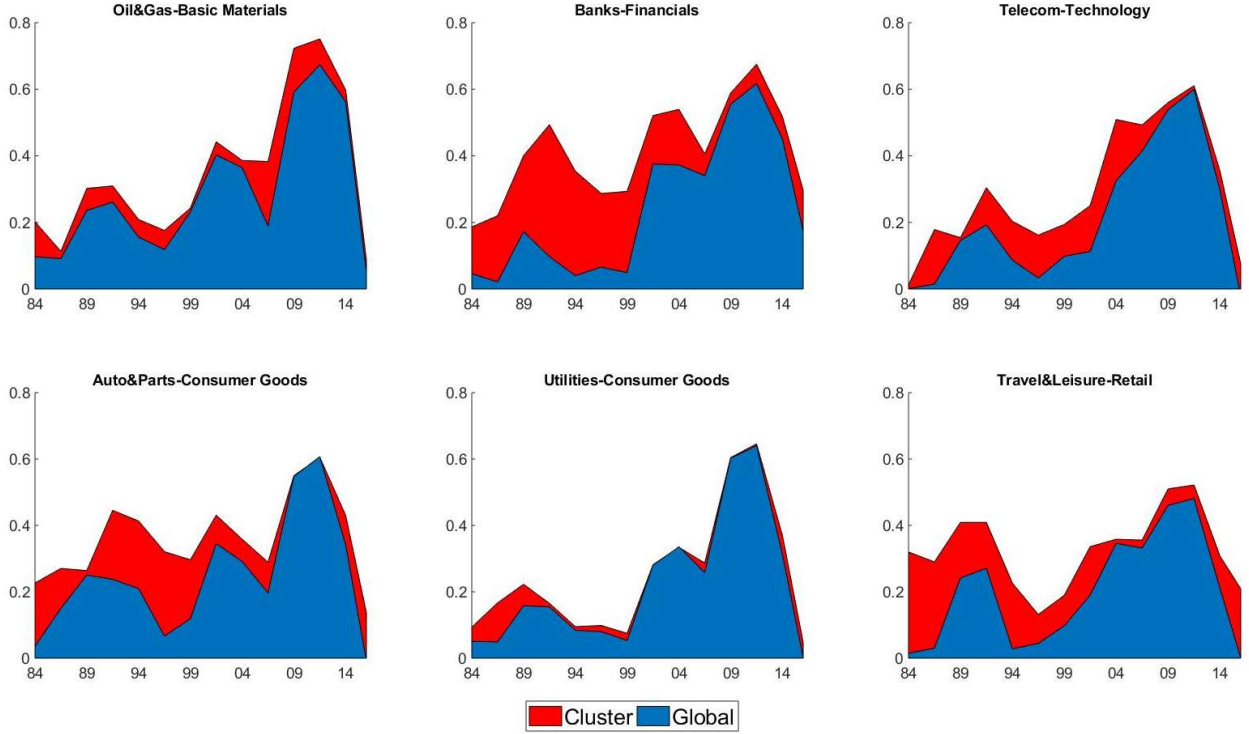 Oil&Gas-Basic Materials
0.8
0.6
0.4
0.2
0
84 89 94 99 04 09 14
Banks-Financials
0.8
0.6
0.4
0.2
0
84 89 94 99 04 09 14
Telecom-Technology
0.8
0.6
0.4
0.2
0
84 89 94 99 04 09 14
Auto&Parts-Consumer Goods
0.8
0.6
0.4
0.2
0
84 89 94 99 04 09 14
Utilities-Consumer Goods
0.8
0.6
0.4
0.2
0
84 89 94 99 04 09 14
Travel&Leisure-Retail
0.8
0.6
0.4
0.2
0
84 89 94 99 04 09 14
Cluster Global